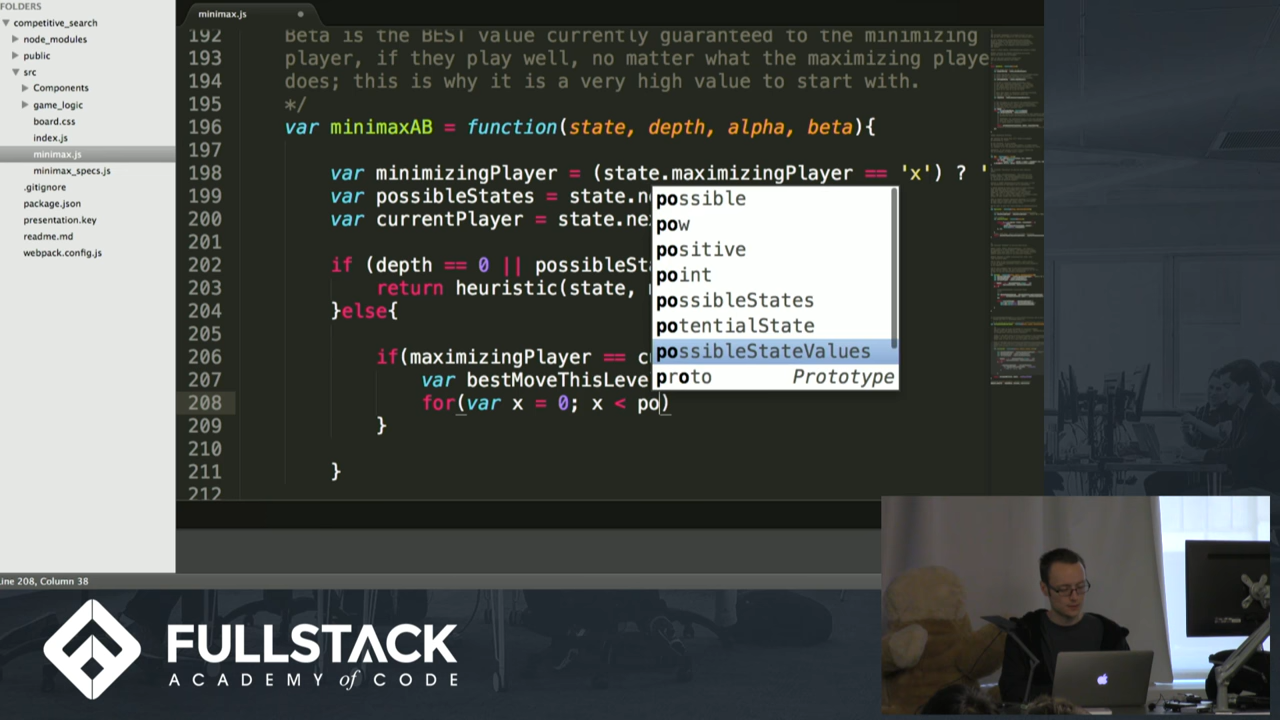 FOLDERS
competitive_search
node_modules
public
src
Components
game_logic
board.css
index.js
minimax.js
minimax_specs.js
.gitignore
package.json
presentation.key
readme.md
webpack.config.js
minimax.js
192 Beta is the BEST value currently guaranteed to the minimizing
193 player, if they play well, no matter what the maximizing playe
194 does; this is why it is a very high value to start with.
195 */
196 var minimaxAB = function(state, depth, alpha, beta){
197
198 var minimizingPlayer = (state.maximizingPlayer == 'x') ? '
199 var possibleStates = state.ne
200 var currentPlayer = state.ne
201
202 if (depth == 0 || possibleSta
203 return heuristic(state,
204 }else{
205
206 if(maximizingPlayer == c
207 var bestMoveThisLeve
208 for(var x = 0; x < po)
209 }
210
211 }
212
possible
pow
positive
point
possibleStates
potentialState
possibleStateValues
proto Prototype
ine 208, Column 38
FULLSTACK
ACADEMY of CODE